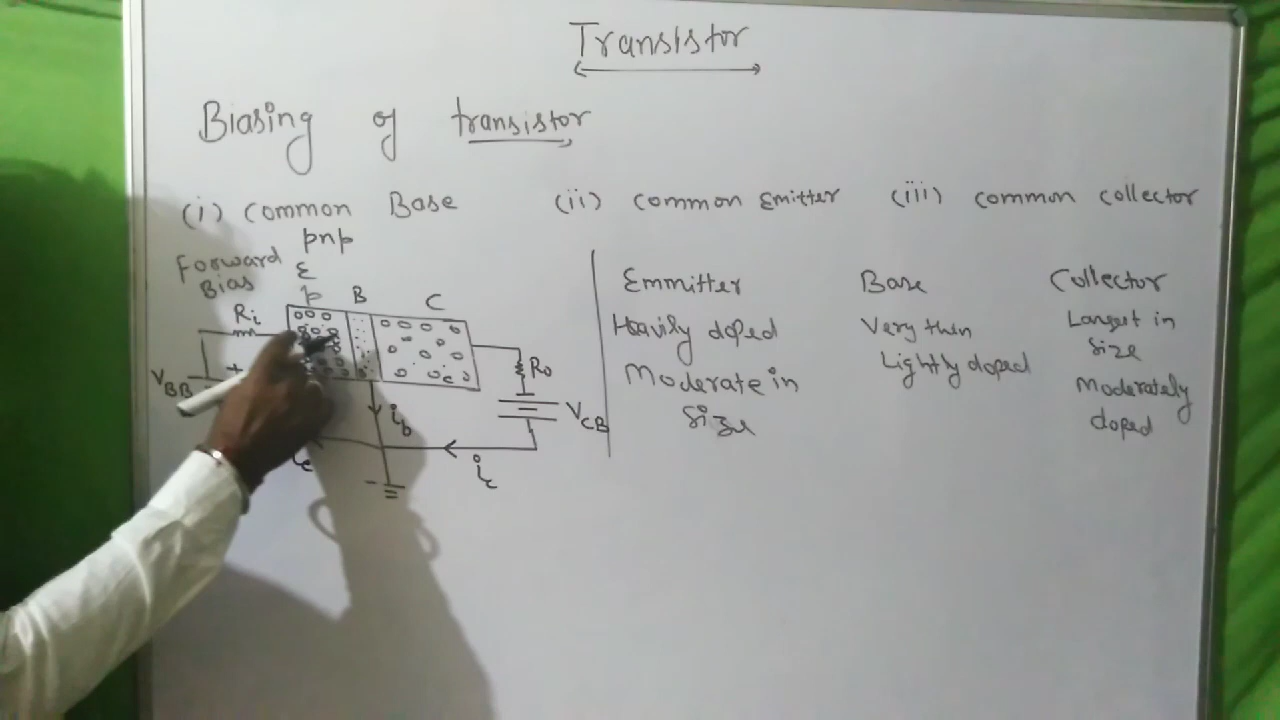 Transistor
Biasing of transistor
(i) Common Base
(ii) Common Emitter
(iii) Common Collector
pnp
Forward
Bias
E
p
B
C
Ri
+
VBB
ib
Ro
VCB
ic
Emmitter
Heavily doped
Moderate in
Size
Base
Very thin
Lightly doped
Collector
Largest in
Size
Moderately
doped